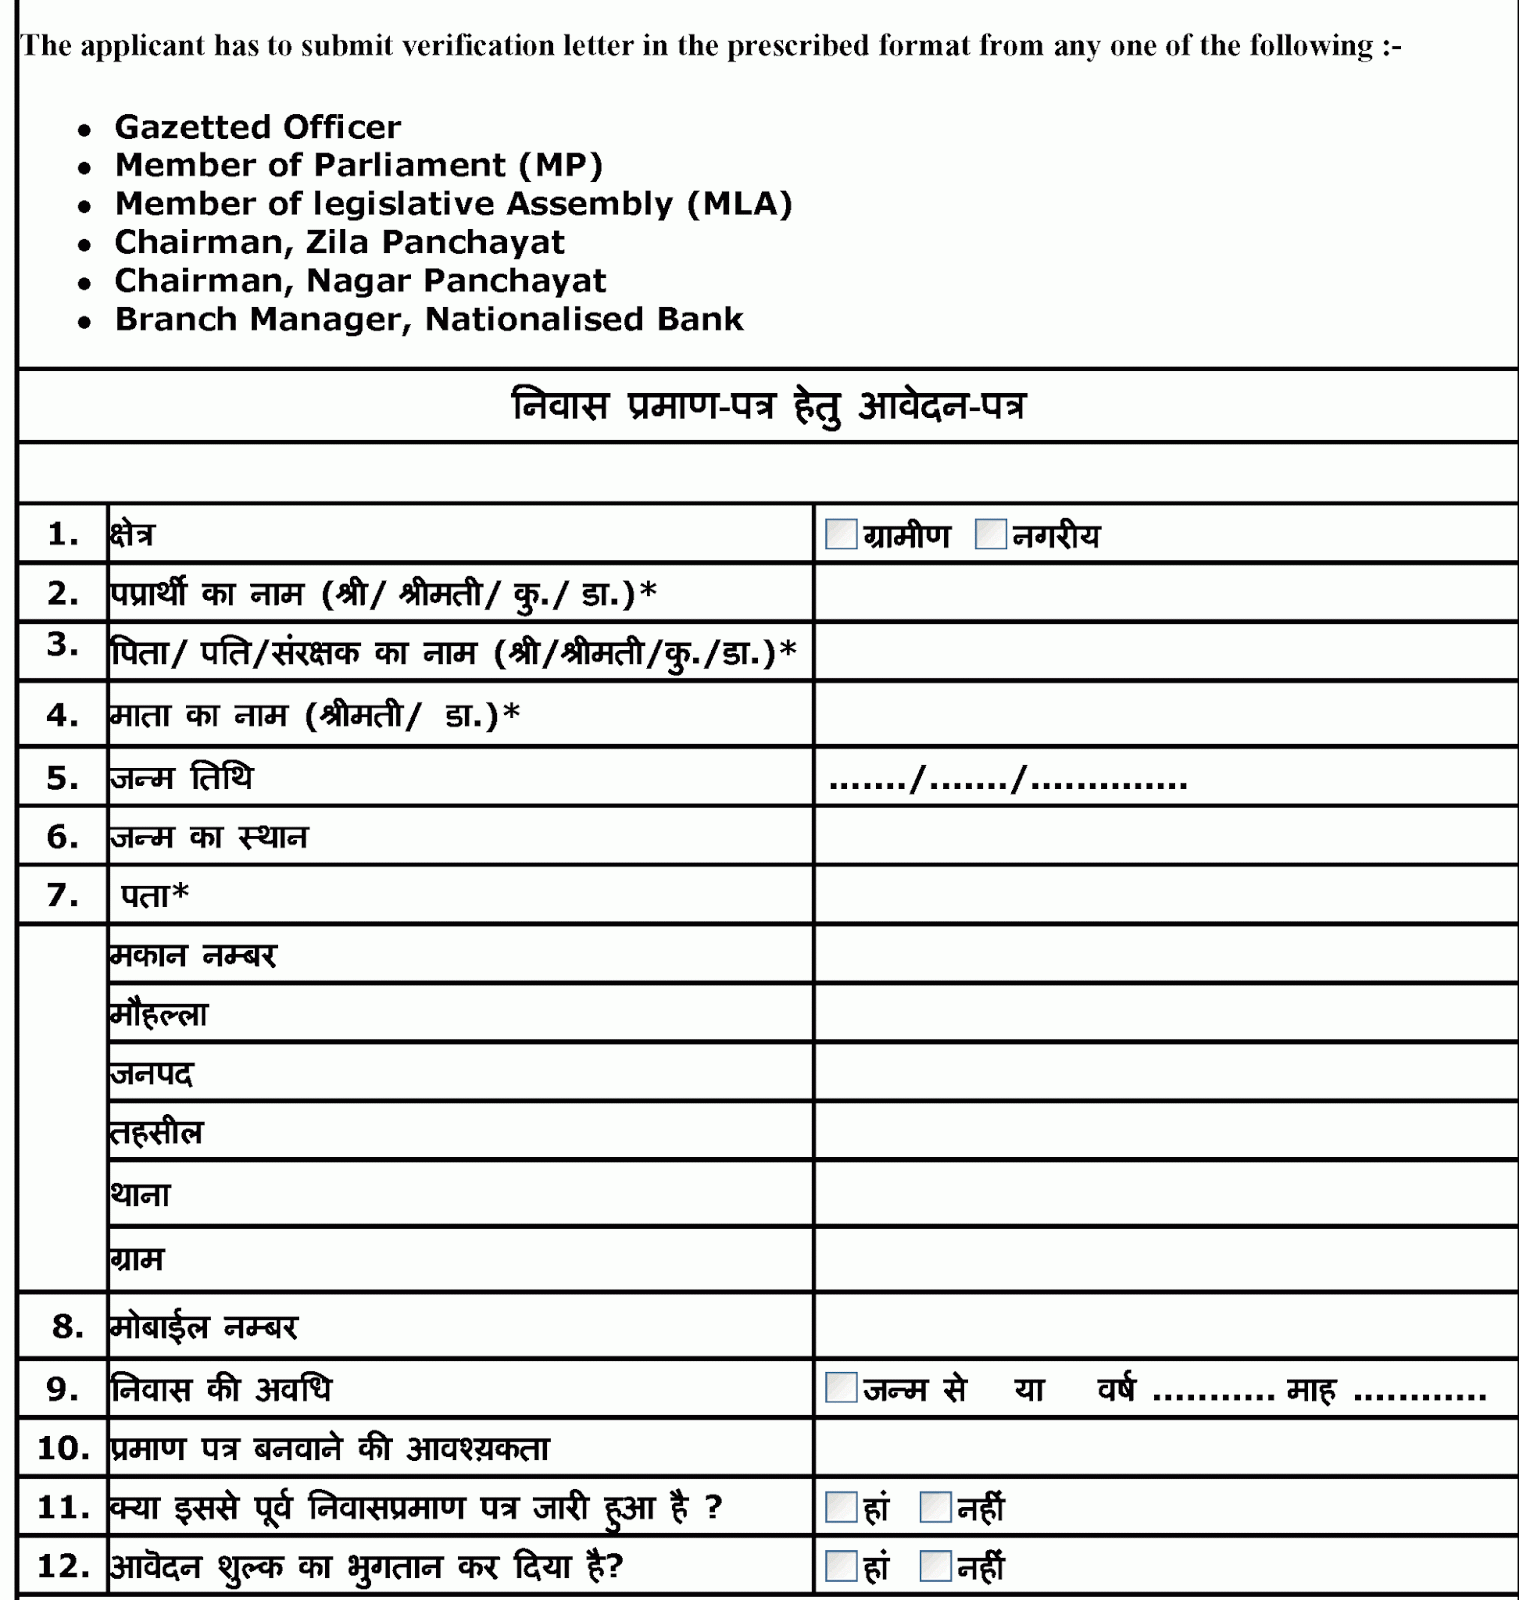 The applicant has to submit verification letter in the prescribed format from any one of the following :-
• Gazetted Officer
• Member of Parliament (MP)
• Member of legislative Assembly (MLA)
• Chairman, Zila Panchayat
• Chairman, Nagar Panchayat
• Branch Manager, Nationalised Bank
निवास प्रमाण-पत्र हेतु आवेदन-पत्र
1. क्षेत्र ग्रामीण नगरीय
2. पप्रार्थी का नाम (श्री/ श्रीमती/ कु./ डा.)*
3. पिता/ पति/संरक्षक का नाम (श्री/श्रीमती/कु./डा.)*
4. माता का नाम (श्रीमती/ डा.)*
5. जन्म तिथि ......./......./..............
6. जन्म का स्थान
7. पता*
मकान नम्बर
मौहल्ला
जनपद
तहसील
थाना
ग्राम
8. मोबाईल नम्बर
9. निवास की अवधि जन्म से या वर्ष ........... माह ............
10. प्रमाण पत्र बनवाने की आवश्य़कता
11. क्या इससे पूर्व निवासप्रमाण पत्र जारी हुआ है ? हां नहीं
12. आवॆदन शुल्क का भुगतान कर दिया है? हां नहीं